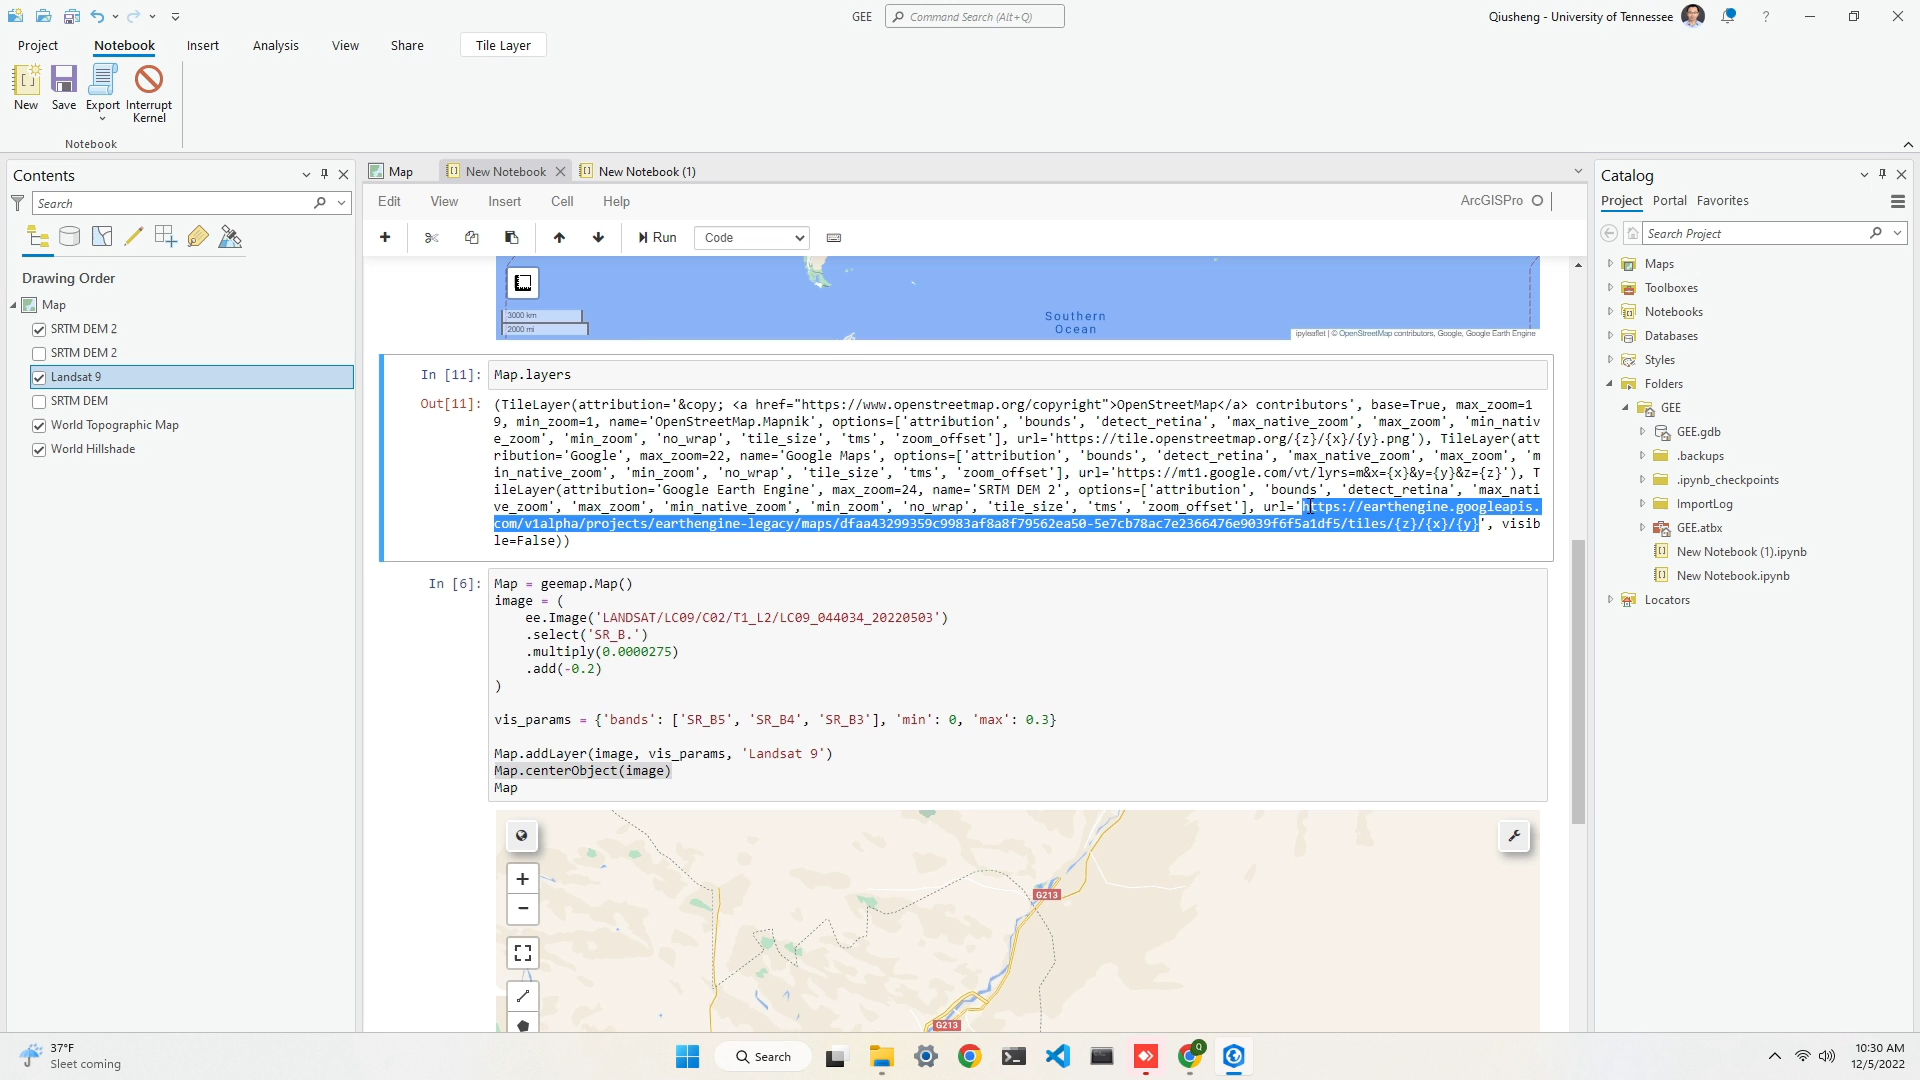 GEE
Command Search (Alt+Q)
Qiusheng - University of Tennessee
?
Project
Notebook
Insert
Analysis
View
Share
Tile Layer
New
Save
Export
Interrupt
Kernel
Notebook
Contents
Search
Drawing Order
Map
SRTM DEM 2
SRTM DEM 2
Landsat 9
SRTM DEM
World Topographic Map
World Hillshade
Map
New Notebook
New Notebook (1)
Edit
View
Insert
Cell
Help
ArcGISPro
Run
Code
3000 km
2000 mi
Southern
Ocean
ipyleaflet | © OpenStreetMap contributors, Google, Google Earth Engine
In [11]:
Map.layers
Out[11]:
(TileLayer(attribution='&copy; <a href="https://www.openstreetmap.org/copyright">OpenStreetMap</a> contributors', base=True, max_zoom=1
9, min_zoom=1, name='OpenStreetMap.Mapnik', options=['attribution', 'bounds', 'detect_retina', 'max_native_zoom', 'max_zoom', 'min_nativ
e_zoom', 'min_zoom', 'no_wrap', 'tile_size', 'tms', 'zoom_offset'], url='https://tile.openstreetmap.org/{z}/{x}/{y}.png'), TileLayer(att
ribution='Google', max_zoom=22, name='Google Maps', options=['attribution', 'bounds', 'detect_retina', 'max_native_zoom', 'max_zoom', 'm
in_native_zoom', 'min_zoom', 'no_wrap', 'tile_size', 'tms', 'zoom_offset'], url='https://mt1.google.com/vt/lyrs=m&x={x}&y={y}&z={z}'), T
ileLayer(attribution='Google Earth Engine', max_zoom=24, name='SRTM DEM 2', options=['attribution', 'bounds', 'detect_retina', 'max_nati
ve_zoom', 'max_zoom', 'min_native_zoom', 'min_zoom', 'no_wrap', 'tile_size', 'tms', 'zoom_offset'], url='https://earthengine.googleapis.
com/v1alpha/projects/earthengine-legacy/maps/dfaa43299359c9983af8a8f79562ea50-5e7cb78ac7e2366476e9039f6f5a1df5/tiles/{z}/{x}/{y}', visib
le=False))
In [6]:
Map = geemap.Map()
image = (
ee.Image('LANDSAT/LC09/C02/T1_L2/LC09_044034_20220503')
.select('SR_B.')
.multiply(0.0000275)
.add(-0.2)
)
vis_params = {'bands': ['SR_B5', 'SR_B4', 'SR_B3'], 'min': 0, 'max': 0.3}
Map.addLayer(image, vis_params, 'Landsat 9')
Map.centerObject(image)
Map
+
−
G213
G213
Catalog
Project
Portal
Favorites
Search Project
Maps
Toolboxes
Notebooks
Databases
Styles
Folders
GEE
GEE.gdb
.backups
.ipynb_checkpoints
ImportLog
GEE.atbx
New Notebook (1).ipynb
New Notebook.ipynb
Locators
37°F
Sleet coming
Search
Q
10:30 AM
12/5/2022